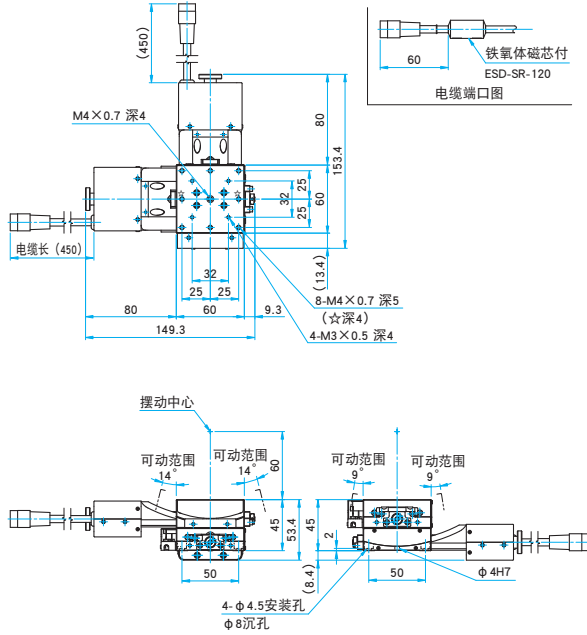 (450)
60
铁氧体磁芯付
ESD-SR-120
电缆端口图
M4×0.7 深4
80
153.4
25
32
60
25
电缆长（450）
(13.4)
32
25 25
8-M4×0.7 深5
（☆深4）
4-M3×0.5 深4
80 60 9.3
149.3
☆ ☆
摆动中心
60
可动范围
14°
可动范围
14°
45
53.4
50
可动范围
9°
可动范围
9°
45
2
(8.4)
50
φ4H7
4-φ4.5安装孔
φ8沉孔